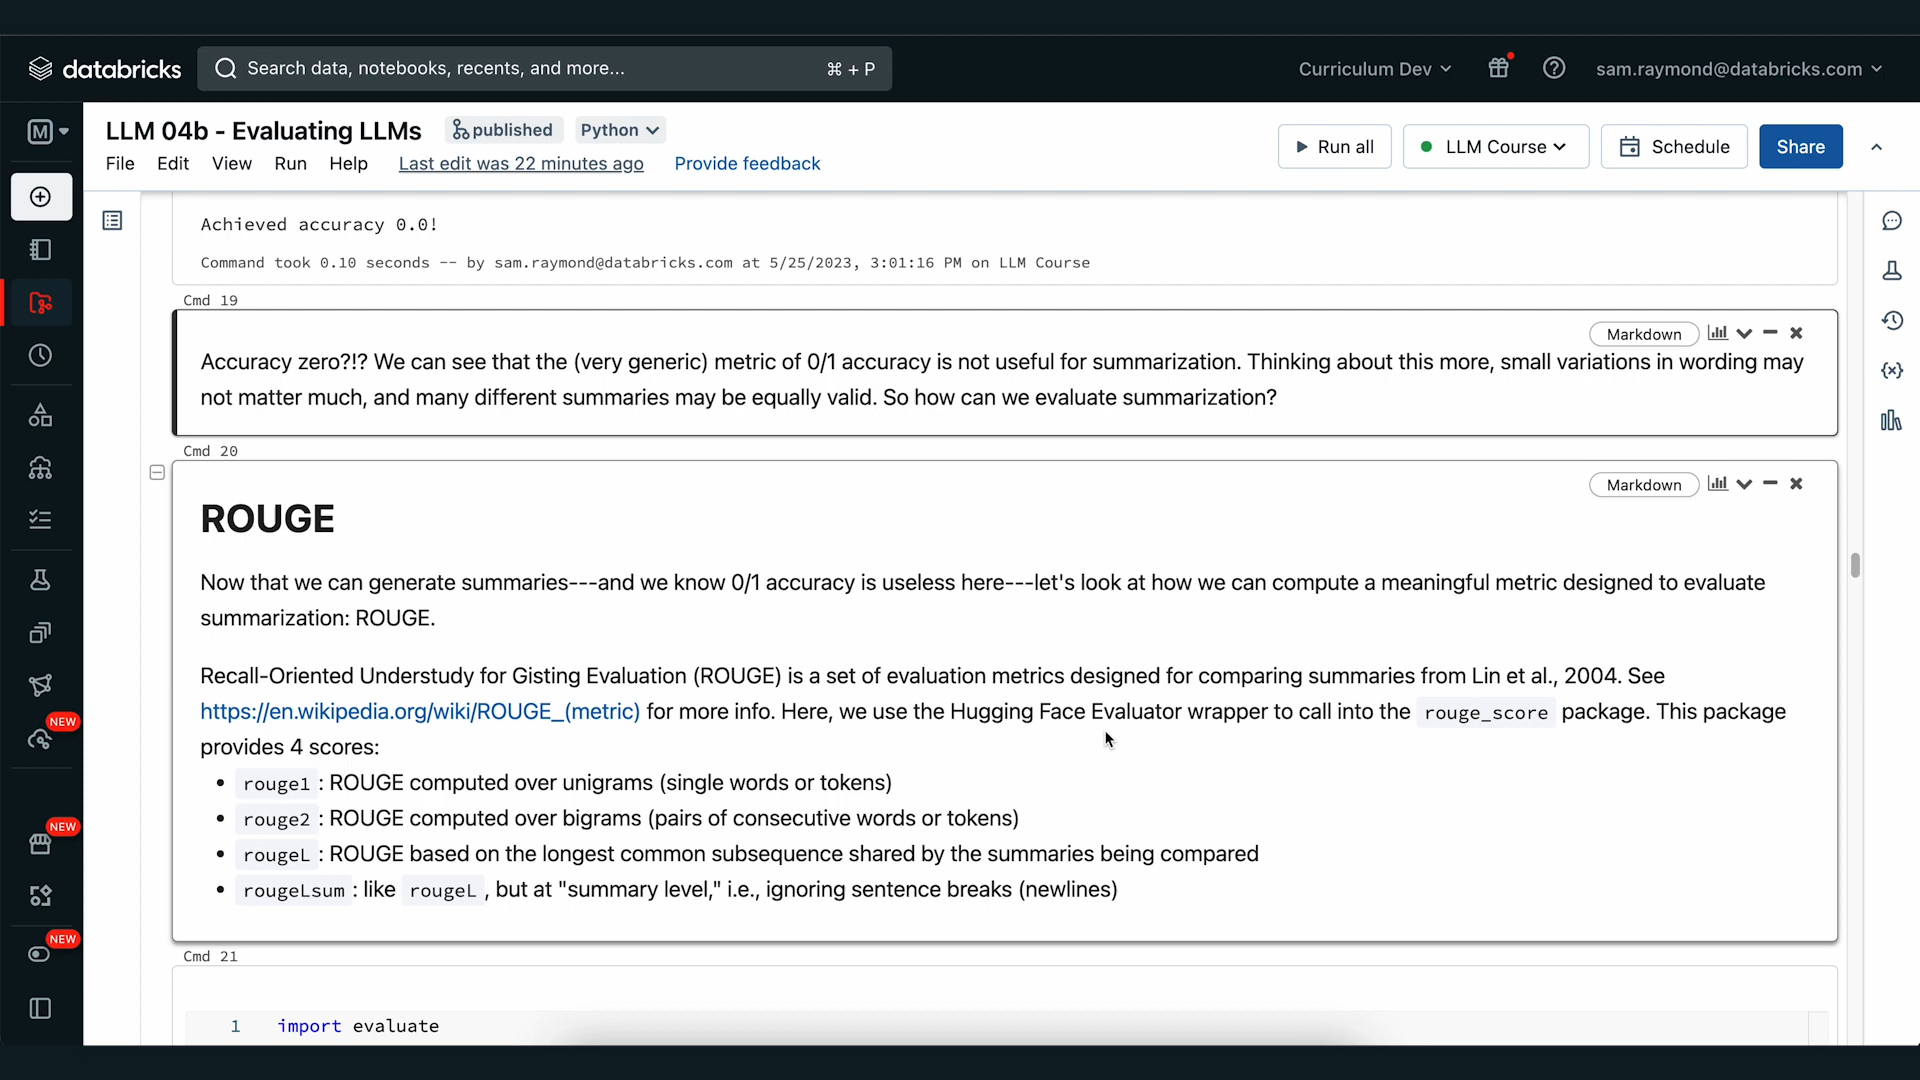 databricks
Search data, notebooks, recents, and more...
⌘ + P
Curriculum Dev
sam.raymond@databricks.com
M
LLM 04b - Evaluating LLMs
published
Python
File Edit View Run Help Last edit was 22 minutes ago Provide feedback
Run all
LLM Course
Schedule
Share
Achieved accuracy 0.0!
Command took 0.10 seconds -- by sam.raymond@databricks.com at 5/25/2023, 3:01:16 PM on LLM Course
Cmd 19
Markdown
Accuracy zero?!? We can see that the (very generic) metric of 0/1 accuracy is not useful for summarization. Thinking about this more, small variations in wording may
not matter much, and many different summaries may be equally valid. So how can we evaluate summarization?
Cmd 20
Markdown
ROUGE
Now that we can generate summaries---and we know 0/1 accuracy is useless here---let's look at how we can compute a meaningful metric designed to evaluate
summarization: ROUGE.
Recall-Oriented Understudy for Gisting Evaluation (ROUGE) is a set of evaluation metrics designed for comparing summaries from Lin et al., 2004. See
https://en.wikipedia.org/wiki/ROUGE_(metric) for more info. Here, we use the Hugging Face Evaluator wrapper to call into the rouge_score package. This package
provides 4 scores:
• rouge1 : ROUGE computed over unigrams (single words or tokens)
• rouge2 : ROUGE computed over bigrams (pairs of consecutive words or tokens)
• rougeL : ROUGE based on the longest common subsequence shared by the summaries being compared
• rougeLsum : like rougeL , but at "summary level," i.e., ignoring sentence breaks (newlines)
NEW
NEW
NEW
Cmd 21
1 import evaluate